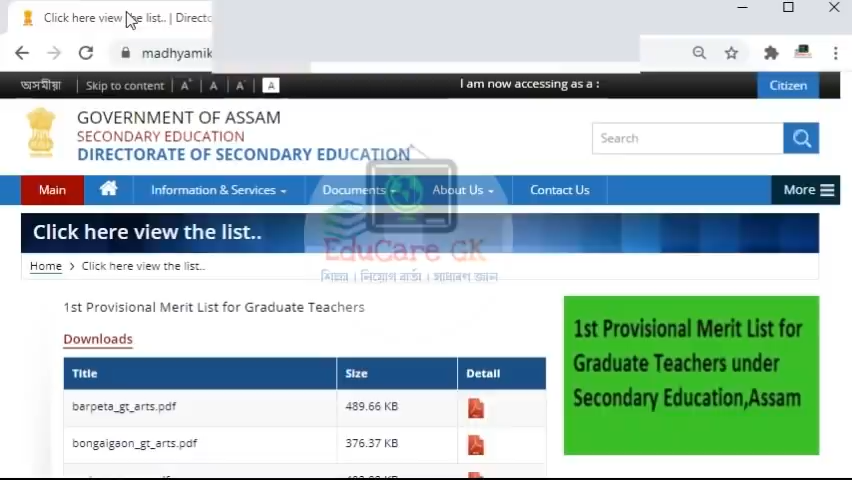 Click here view the list.. | Directo
madhyamik
অসমীয়া
Skip to content
A+ A A- A
I am now accessing as a :
Citizen
GOVERNMENT OF ASSAM
SECONDARY EDUCATION
DIRECTORATE OF SECONDARY EDUCATION
Search
Main
Information & Services
Documents
About Us
Contact Us
More
Click here view the list..
EduCare GK
শিক্ষা | নিয়োগ বাৰ্তা | সাধাৰণ জ্ঞান
Home > Click here view the list..
1st Provisional Merit List for Graduate Teachers
Downloads
Title Size Detail
barpeta_gt_arts.pdf 489.66 KB
bongaigaon_gt_arts.pdf 376.37 KB
1st Provisional Merit List for
Graduate Teachers under
Secondary Education,Assam